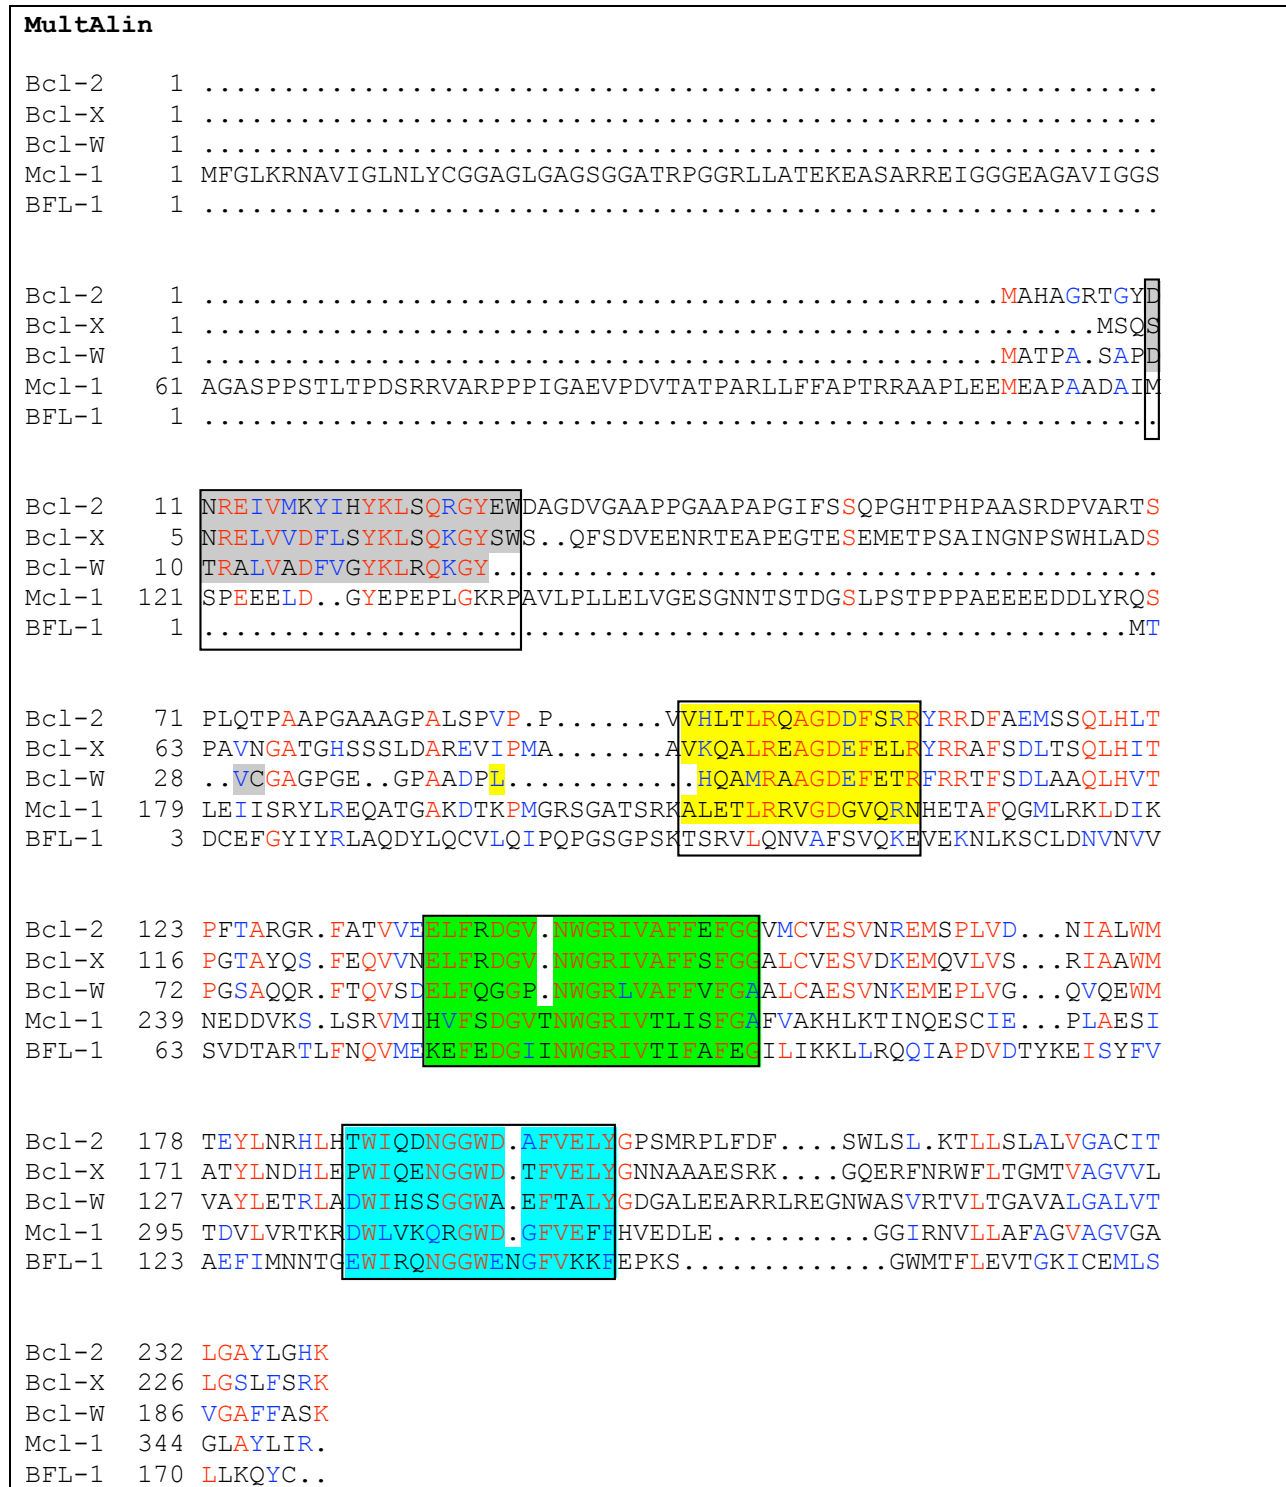 MultAlin
Bcl-2 1 ............................................................
Bcl-X 1 ............................................................
Bcl-W 1 ............................................................
Mcl-1 1 MFGLKRNAVIGLNLYCGGAGLGAGSGGATRPGGRLLATEKEASARREIGGGEAGAVIGGS
BFL-1 1 ............................................................
Bcl-2 1 ..................................................MAHAGRTGYD
Bcl-X 1 ........................................................MSQS
Bcl-W 1 ..................................................MATPA.SAPD
Mcl-1 61 AGASPPSTLTPDSRRVARPPPIGAEVPDVTATPARLLFFAPTRRAAPLEEMEAPAADAIM
BFL-1 1 ............................................................
Bcl-2 11 NREIVMKYIHYKLSQRGYEWDAGDVGAAPPGAAPAPGIFSSQPGHTPHPAASRDPVARTS
Bcl-X 5 NRELVVDFLSYKLSQKGYSWS..QFSDVEENRTEAPEGTESEMETPSAINGNPSWHLADS
Bcl-W 10 TRALVADFVGYKLRQKGY..........................................
Mcl-1 121 SPEEELD..GYEPEPLGKRPAVLPLLELVGESGNNTSTDGSLPSTPPPAEEEEDDLYRQS
BFL-1 1 ..........................................................MT
Bcl-2 71 PLQTPAAPGAAAGPALSPVP.P.......VVHLTLRQAGDDFSRRYRRDFAEMSSQLHLT
Bcl-X 63 PAVNGATGHSSSLDAREVIPMA.......AVKQALREAGDEFELRYRRAFSDLTSQLHIT
Bcl-W 28 ..VCGAGPGE..GPAADPL............HQAMRAAGDEFETRFRRTFSDLAAQLHVT
Mcl-1 179 LEIISRYLREQATGAKDTKPMGRSGATSRKALETLRRVGDGVQRNHETAFQGMLRKLDIK
BFL-1 3 DCEFGYIYRLAQDYLQCVLQIPQPGSGPSKTSRVLQNVAFSVQKEVEKNLKSCLDNVNVV
Bcl-2 123 PFTARGR.FATVVEELFRDGV.NWGRIVAFFEFGGVMCVESVNREMSPLVD...NIALWM
Bcl-X 116 PGTAYQS.FEQVVNELFRDGV.NWGRIVAFFSFGGALCVESVDKEMQVLVS...RIAAWM
Bcl-W 72 PGSAQQR.FTQVSDELFQGGP.NWGRLVAFFVFGAALCAESVNKEMEPLVG...QVQEWM
Mcl-1 239 NEDDVKS.LSRVMIHVFSDGVTNWGRIVTLISFGAFVAKHLKTINQESCIE...PLAESI
BFL-1 63 SVDTARTLFNQVMEKEFEDGIINWGRIVTIFAFEGILIKKLLRQQIAPDVDTYKEISYFV
Bcl-2 178 TEYLNRHLHTWIQDNGGWD.AFVELYGPSMRPLFDF....SWLSL.KTLLSLALVGACIT
Bcl-X 171 ATYLNDHLEPWIQENGGWD.TFVELYGNNAAAESRK....GQERFNRWFLTGMTVAGVVL
Bcl-W 127 VAYLETRLADWIHSSGGWA.EFTALYGDGALEEARRLREGNWASVRTVLTGAVALGALVT
Mcl-1 295 TDVLVRTKRDWLVKQRGWD.GFVEFFHVEDLE..........GGIRNVLLAFAGVAGVGA
BFL-1 123 AEFIMNNTGEWIRQNGGWENGFVKKFEPKS.............GWMTFLEVTGKICEMLS
Bcl-2 232 LGAYLGHK
Bcl-X 226 LGSLFSRK
Bcl-W 186 VGAFFASK
Mcl-1 344 GLAYLIR.
BFL-1 170 LLKQYC..